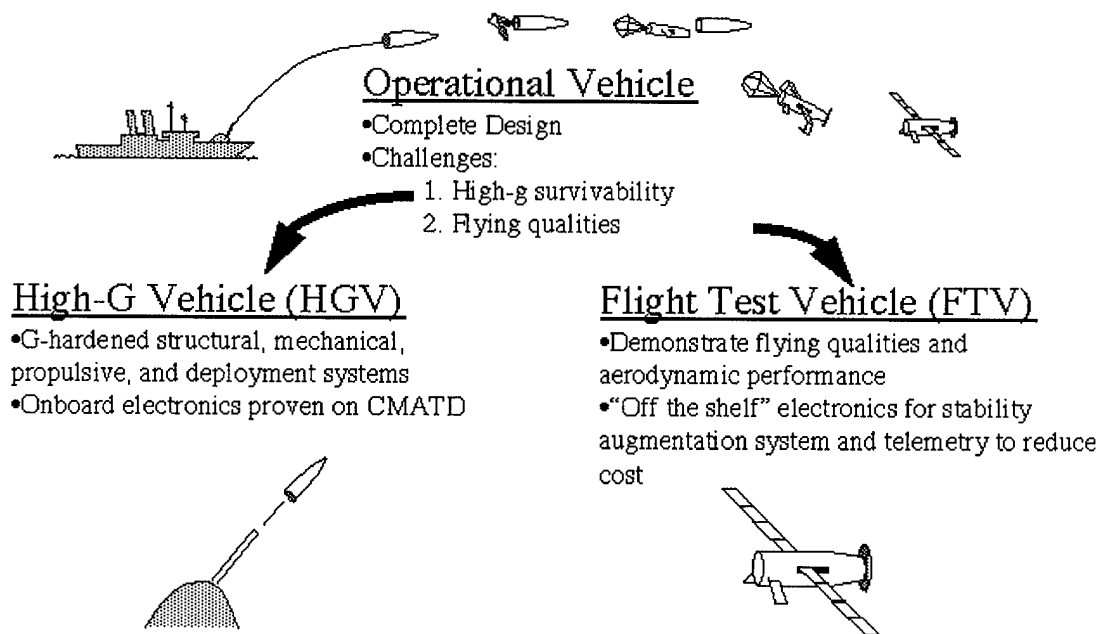 Operational Vehicle
•Complete Design
•Challenges:
1. High-g survivability
2. Flying qualities
High-G Vehicle (HGV)
•G-hardened structural, mechanical,
propulsive, and deployment systems
•Onboard electronics proven on CMATD
Flight Test Vehicle (FTV)
•Demonstrate flying qualities and
aerodynamic performance
•“Off the shelf” electronics for stability
augmentation system and telemetry to reduce
cost